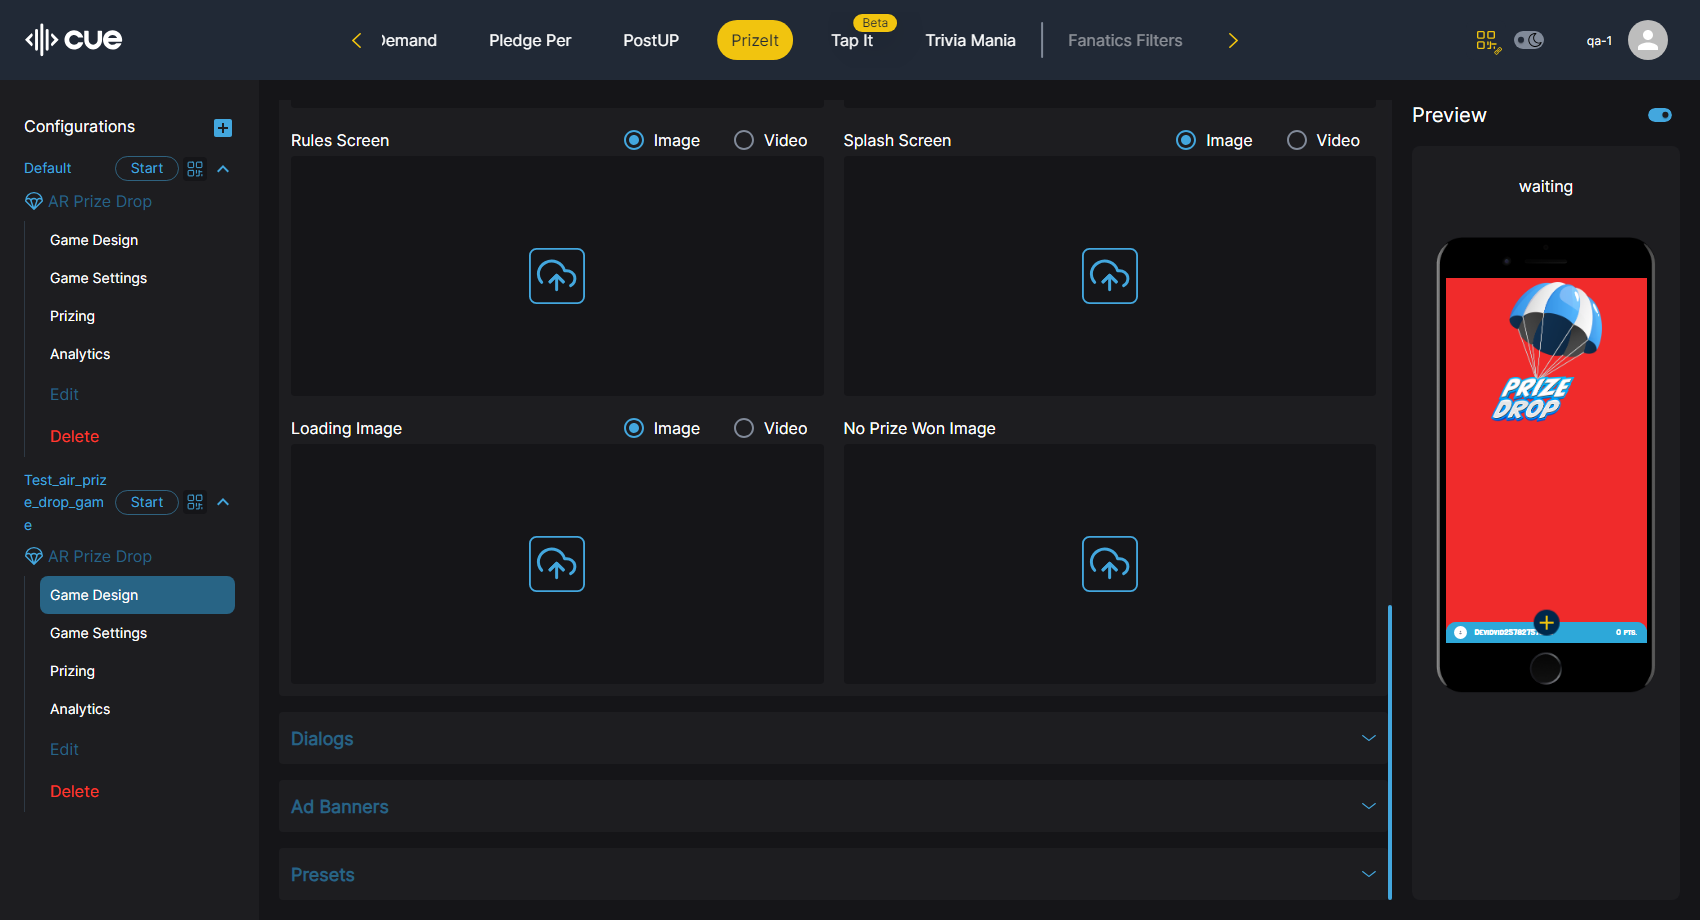 cue
Demand
Pledge Per
PostUP
PrizeIt
Beta
Tap It
Trivia Mania
Fanatics Filters
qa-1
Configurations
Default
Start
AR Prize Drop
Game Design
Game Settings
Prizing
Analytics
Edit
Delete
Test_air_priz
e_drop_gam
e
Start
AR Prize Drop
Game Design
Game Settings
Prizing
Analytics
Edit
Delete
Rules Screen
Image
Video
Splash Screen
Image
Video
Loading Image
Image
Video
No Prize Won Image
Dialogs
Ad Banners
Presets
Preview
waiting
PRIZE
DROP
0 PTS.